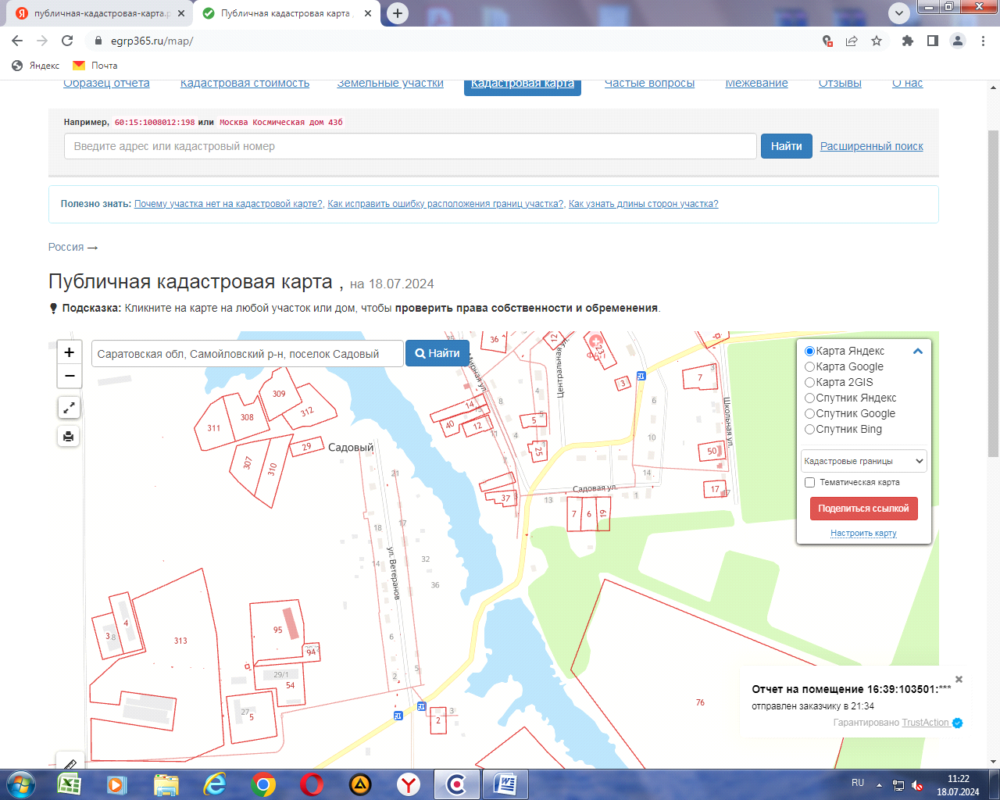 публичная-кадастровая-карта.р
Публичная кадастровая карта ,
egrp365.ru/map/
Яндекс
Почта
Образец отчета
Кадастровая стоимость
Земельные участки
Кадастровая карта
Частые вопросы
Межевание
Отзывы
О нас
Например, 60:15:1008012:198 или Москва Космическая дом 43б
Введите адрес или кадастровый номер
Найти
Расширенный поиск
Полезно знать: Почему участка нет на кадастровой карте?, Как исправить ошибку расположения границ участка?, Как узнать длины сторон участка?
Россия →
Публичная кадастровая карта , на 18.07.2024
Подсказка: Кликните на карте на любой участок или дом, чтобы проверить права собственности и обременения.
+
−
Саратовская обл, Самойловский р-н, поселок Садовый
Найти
Карта Яндекс
Карта Google
Карта 2GIS
Спутник Яндекс
Спутник Google
Спутник Bing
Кадастровые границы
Тематическая карта
Поделиться ссылкой
Настроить карту
36
12
23
25
Мирная ул.
Центральная ул.
Школьная ул.
3
7
3
309
308
312
311
307
310
29
Садовый
14
40
12
11
8
4
5
5
4
25
2
6
10
14
50
17
17
37
13
Садовая ул.
1
7
6
19
21
17
18
14
32
36
ул. Ветеранов
6
2
5
3
8
4
313
95
94
29/1
54
27
5
2
3
76
Отчет на помещение 16:39:103501:***
отправлен заказчику в 21:34
Гарантировано TrustAction
RU
11:22
18.07.2024